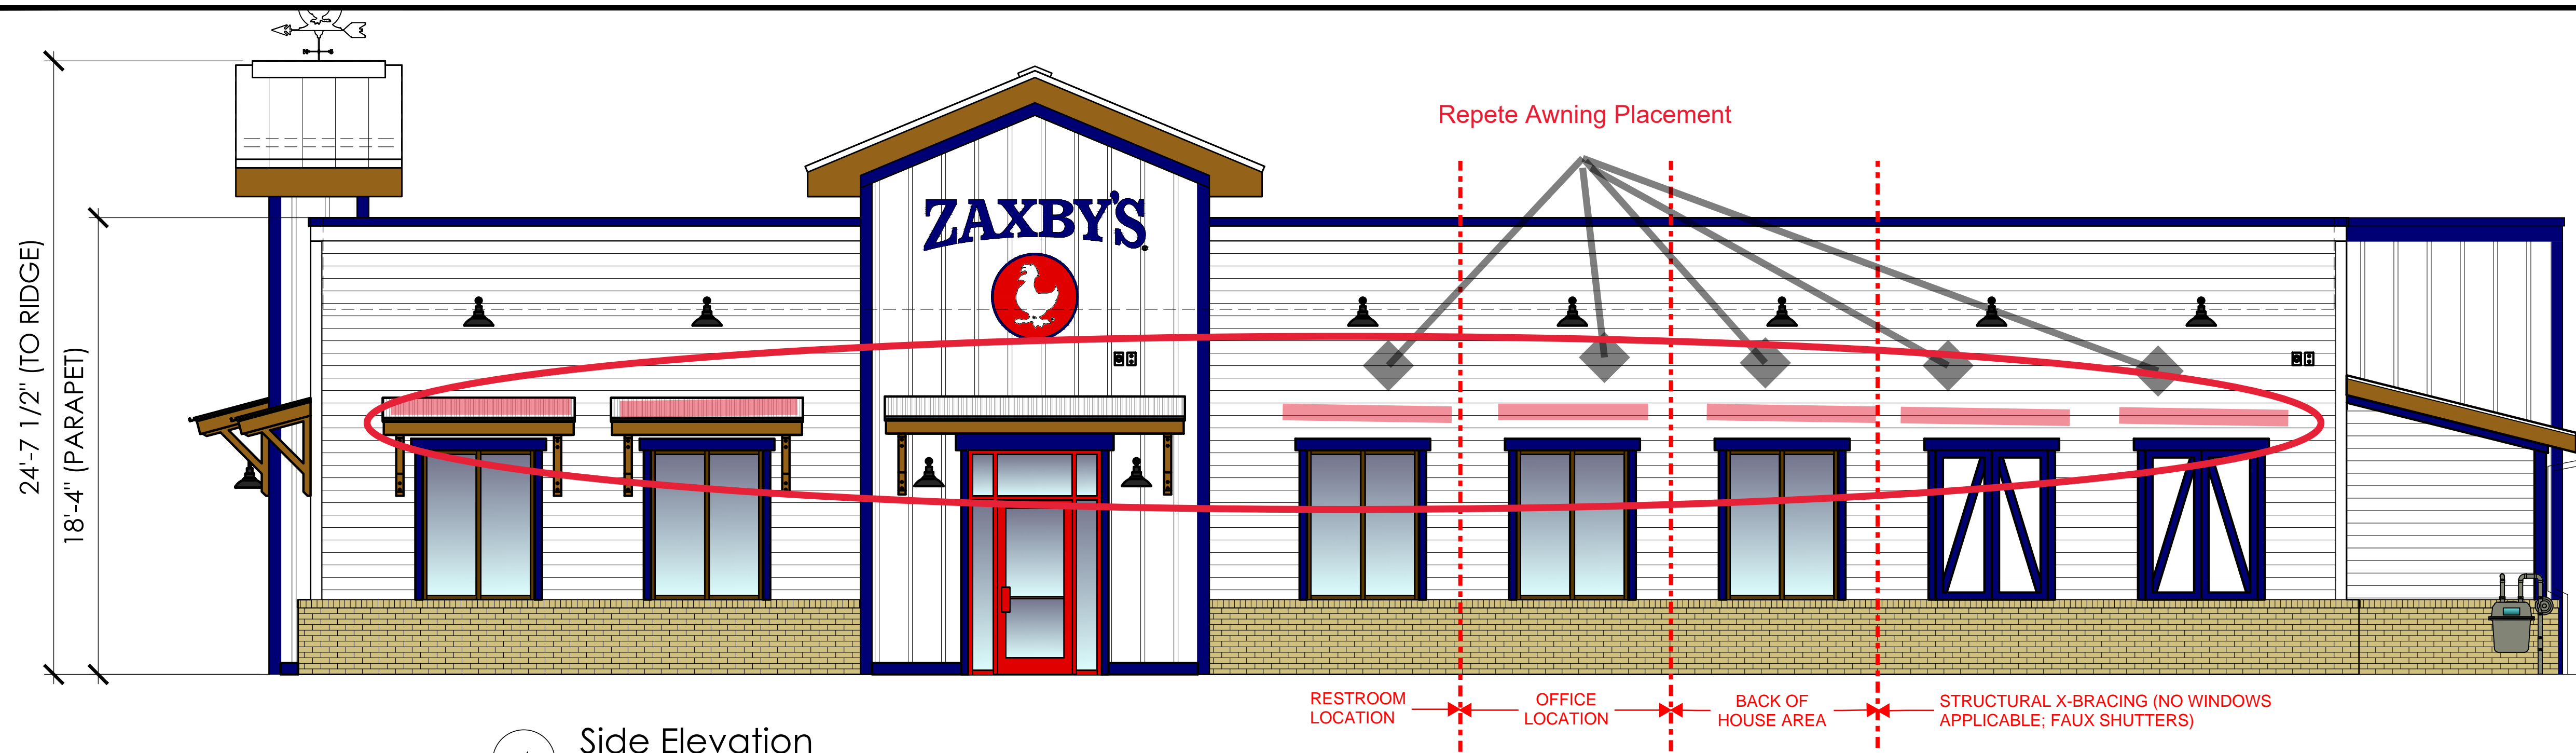 24'-7 1/2" (TO RIDGE)
18'-4" (PARAPET)
Repete Awning Placement
ZAXBY'S
RESTROOM
LOCATION
OFFICE
LOCATION
BACK OF
HOUSE AREA
STRUCTURAL X-BRACING (NO WINDOWS
APPLICABLE; FAUX SHUTTERS)
Side Elevation